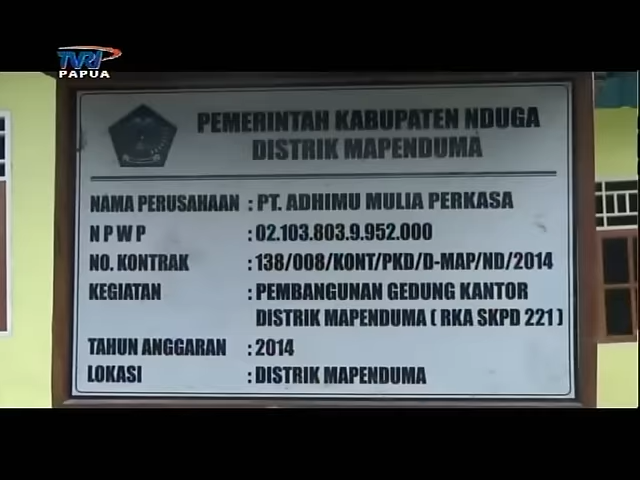 TVRI
PAPUA
PEMERINTAH KABUPATEN NDUGA
DISTRIK MAPENDUMA
NAMA PERUSAHAAN : PT. ADHIMU MULIA PERKASA
N P W P : 02.103.803.9.952.000
NO. KONTRAK : 138/008/KONT/PKD/D-MAP/ND/2014
KEGIATAN : PEMBANGUNAN GEDUNG KANTOR
DISTRIK MAPENDUMA ( RKA SKPD 221 )
TAHUN ANGGARAN : 2014
LOKASI : DISTRIK MAPENDUMA